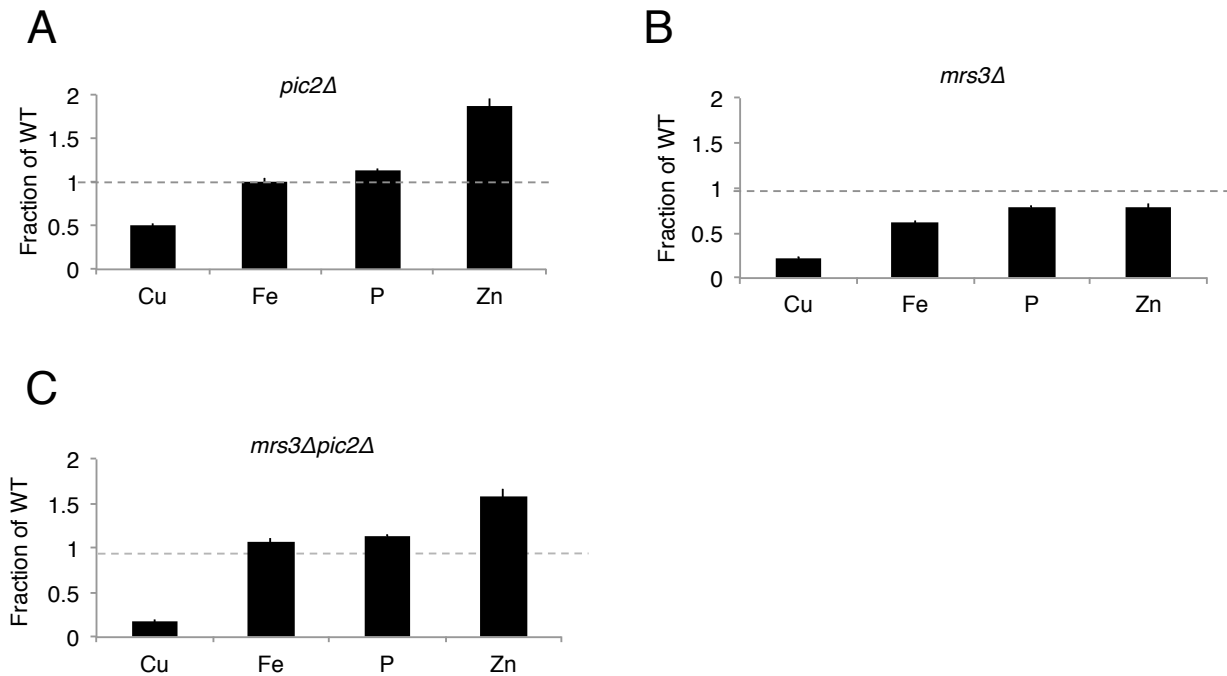 A
pic2Δ
Fraction of WT
2
1.5
1
0.5
0
Cu Fe P Zn
B
mrs3Δ
Fraction of WT
2
1.5
1
0.5
0
Cu Fe P Zn
C
mrs3Δpic2Δ
Fraction of WT
2
1.5
1
0.5
0
Cu Fe P Zn